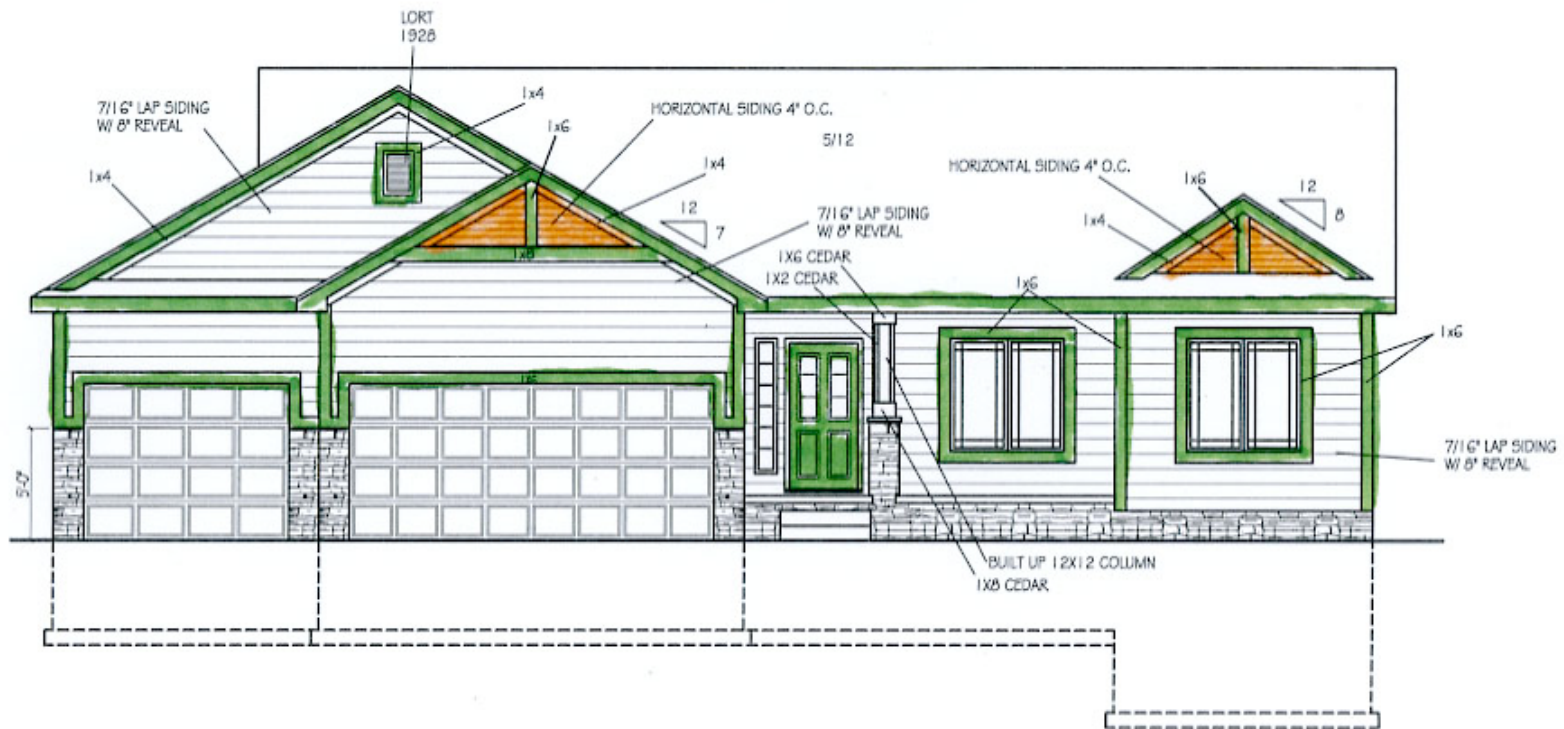 LORT
1928
7/16" LAP SIDING
W/ 8" REVEAL
1x4
HORIZONTAL SIDING 4" O.C.
1x6
5/12
1x4
1x4
HORIZONTAL SIDING 4" O.C.
1x6
12
8
1x4
12
7
7/16" LAP SIDING
W/ 8" REVEAL
1X6 CEDAR
1X2 CEDAR
1x8
1x6
1x6
7/16" LAP SIDING
W/ 8" REVEAL
5'-0"
BUILT UP 12X12 COLUMN
1X8 CEDAR